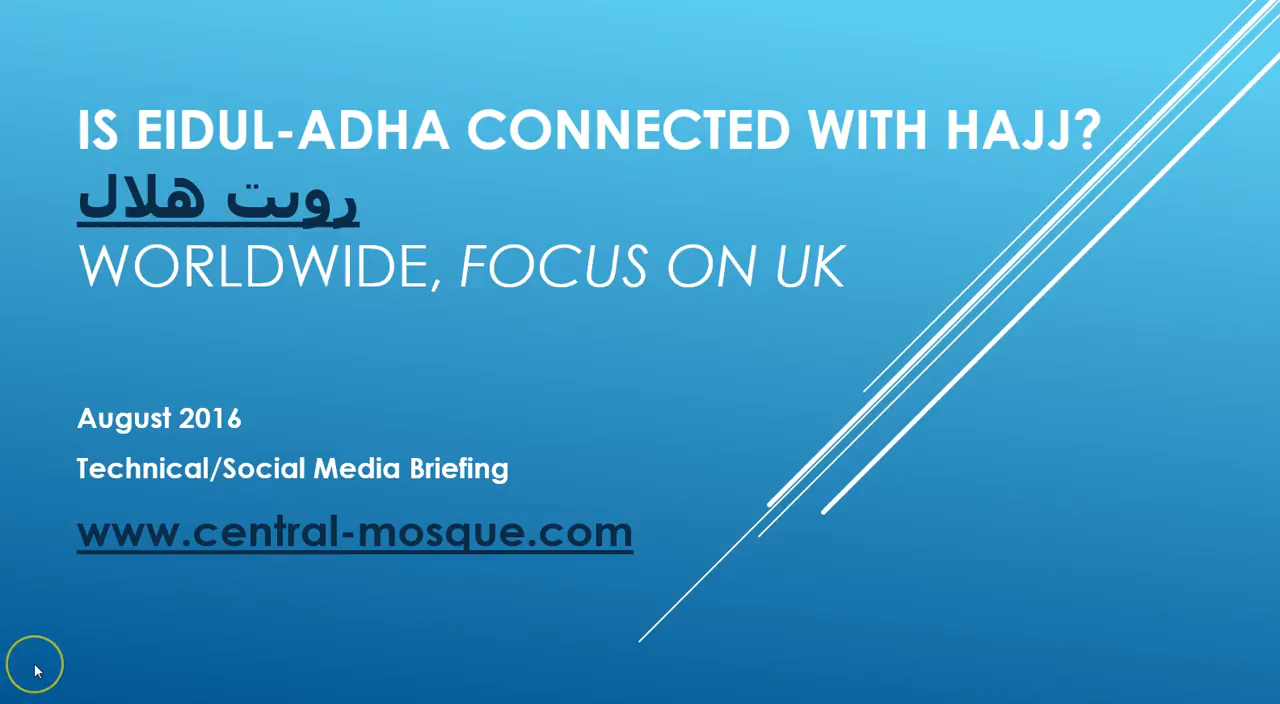 IS EIDUL-ADHA CONNECTED WITH HAJJ?
رویت ھلال
WORLDWIDE, FOCUS ON UK
August 2016
Technical/Social Media Briefing
www.central-mosque.com